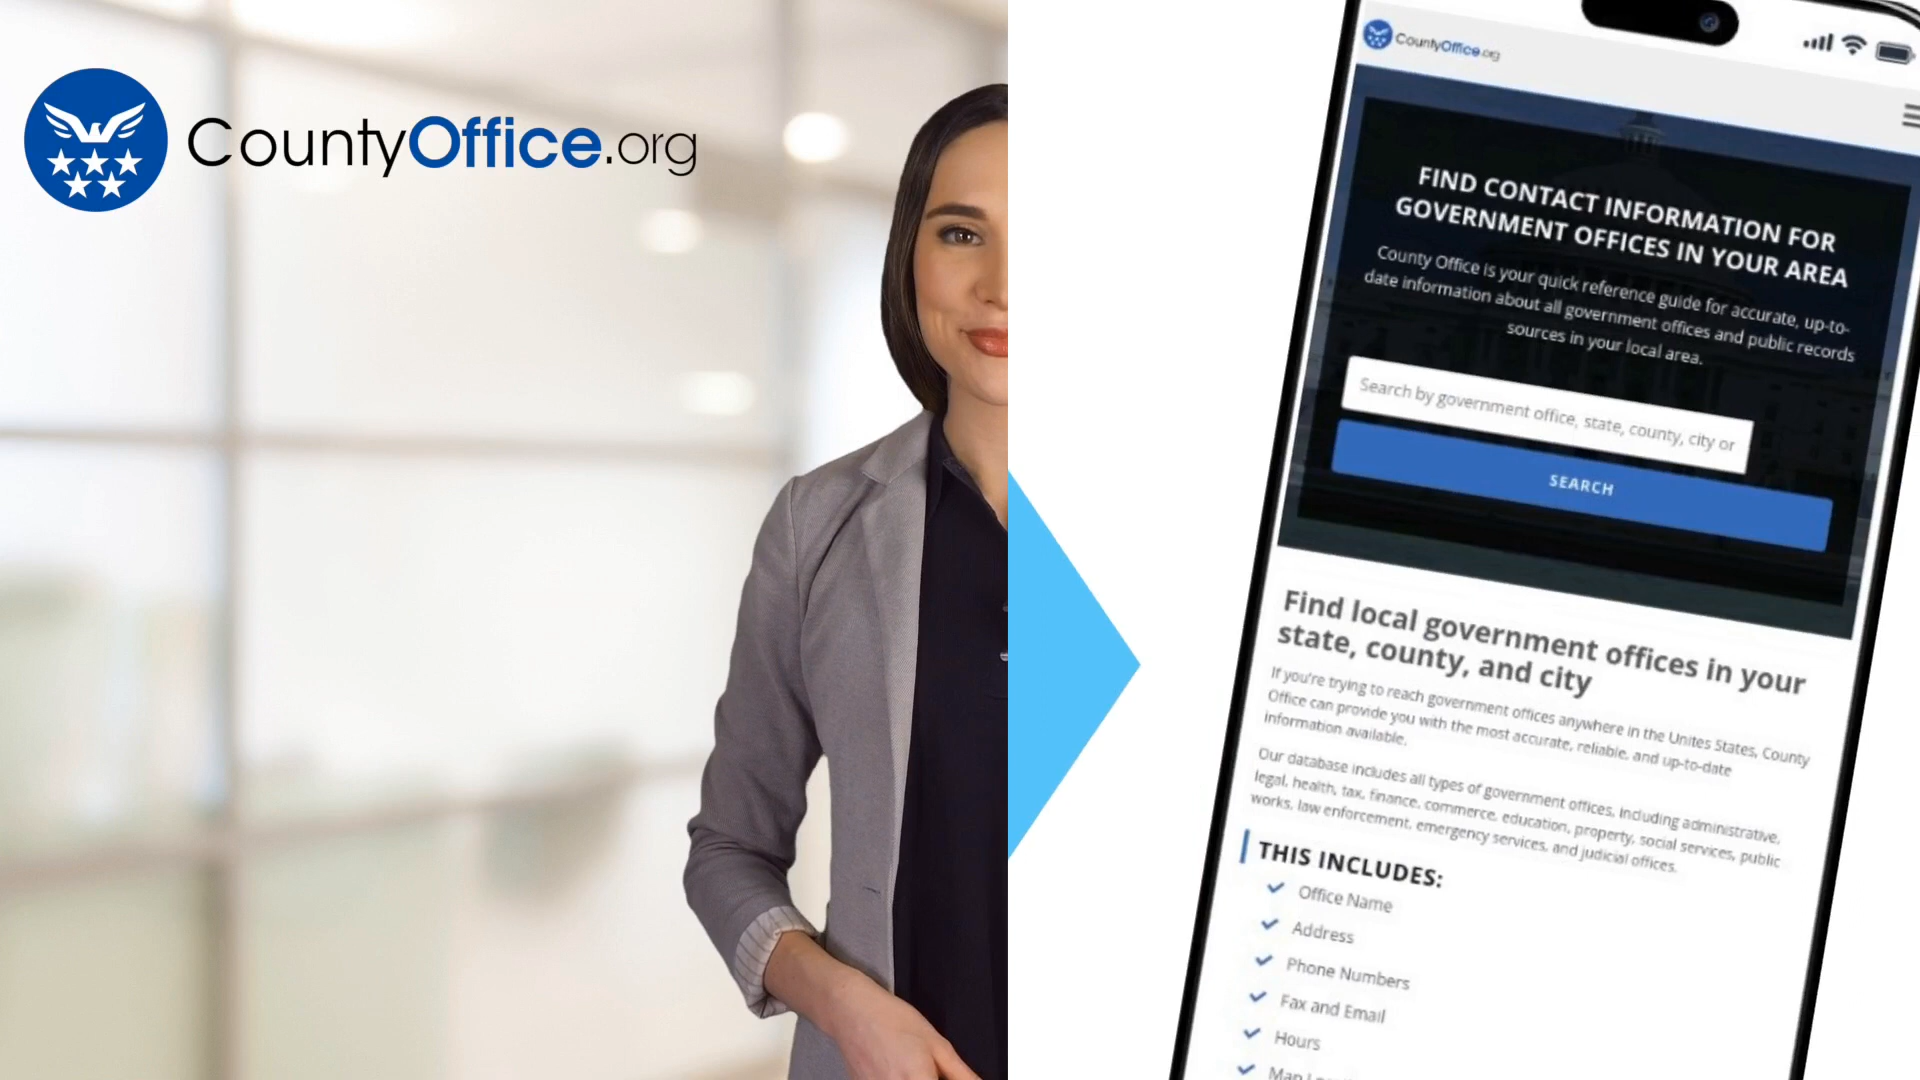 CountyOffice.org
CountyOffice.org
FIND CONTACT INFORMATION FOR
GOVERNMENT OFFICES IN YOUR AREA
County Office is your quick reference guide for accurate, up-to-
date information about all government offices and public records
sources in your local area.
Search by government office, state, county, city or
SEARCH
Find local government offices in your
state, county, and city
If you're trying to reach government offices anywhere in the Unites States, County
Office can provide you with the most accurate, reliable, and up-to-date
information available.
Our database includes all types of government offices, including administrative,
legal, health, tax, finance, commerce, education, property, social services, public
works, law enforcement, emergency services, and judicial offices.
THIS INCLUDES:
Office Name
Address
Phone Numbers
Fax and Email
Hours
Map